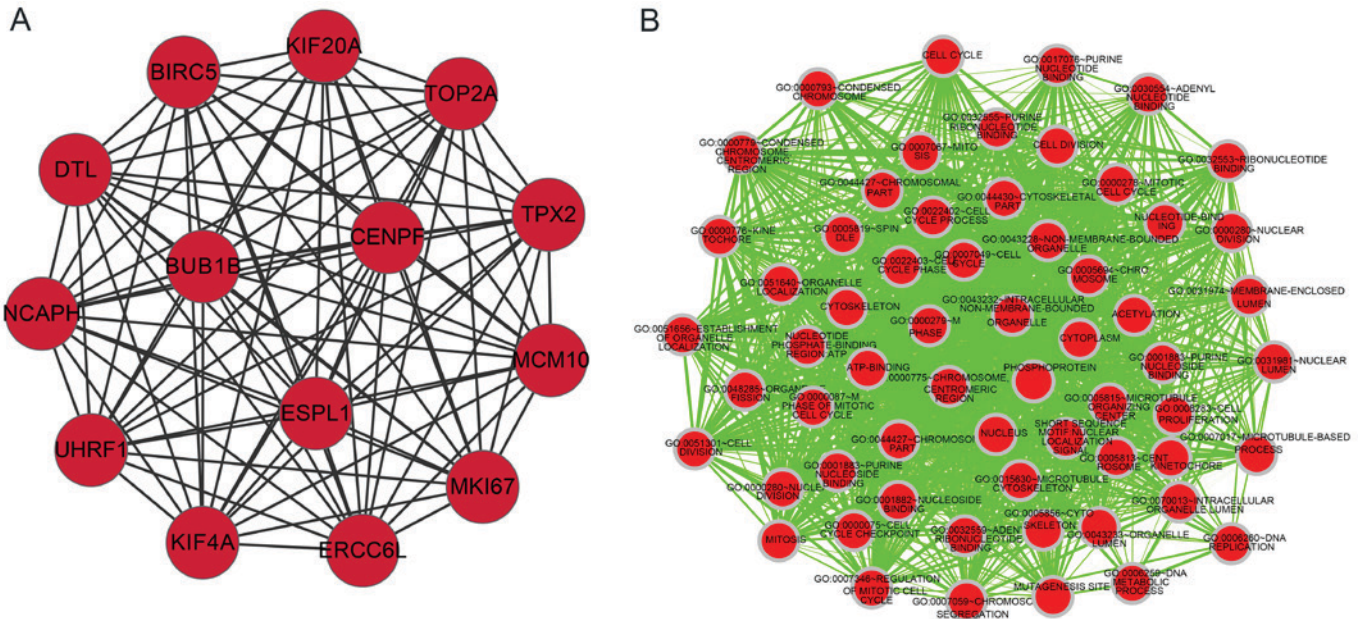 A
KIF20A
BIRC5
TOP2A
DTL
TPX2
CENPF
BUB1B
NCAPH
MCM10
ESPL1
UHRF1
MKI67
KIF4A
ERCC6L
B
CELL CYCLE
GO:0017076~PURINE
NUCLEOTIDE
BINDING
GO:0000793~CONDENSED
CHROMOSOME
GO:0030554~ADENYL
NUCLEOTIDE
BINDING
GO:0032555~PURINE
RIBONUCLEOTIDE
BINDING
GO:0000779~CONDENSED
CHROMOSOME
CENTROMERIC
REGION
GO:0007067~MITO
SIS
CELL DIVISION
GO:0032553~RIBONUCLEOTIDE
BINDING
GO:0044427~CHROMOSOMAL
PART
GO:0044430~CYTOSKELETAL
PART
GO:0000278~MITOTIC
CELL CYCLE
GO:0000776~KINE
TOCHORE
GO:0005819~SPIN
DLE
GO:0022402~CELL
CYCLE PROCESS
GO:0043228~NON-MEMBRANE-BOUNDED
ORGANELLE
NUCLEOTIDE-BIND
ING
GO:0000280~NUCLEAR
DIVISION
GO:0022403~CELL
CYCLE PHASE
GO:0007049~CELL
CYCLE
GO:0005694~CHRO
MOSOME
GO:0051640~ORGANELLE
LOCALIZATION
GO:0031974~MEMBRANE-ENCLOSED
LUMEN
CYTOSKELETON
GO:0043232~INTRACELLULAR
NON-MEMBRANE-BOUNDED
ORGANELLE
ACETYLATION
GO:0051656~ESTABLISHMENT
OF ORGANELLE
LOCALIZATION
NUCLEOTIDE
PHOSPHATE-BINDING
REGION:ATP
GO:0000279~M
PHASE
CYTOPLASM
GO:0001883~PURINE
NUCLEOSIDE
BINDING
GO:0031981~NUCLEAR
LUMEN
ATP-BINDING
PHOSPHOPROTEIN
GO:0048285~ORGANELLE
FISSION
GO:0000087~M
PHASE OF MITOTIC
CELL CYCLE
0000775~CHROMOSOME,
CENTROMERIC
REGION
GO:0005815~MICROTUBULE
ORGANIZING
CENTER
GO:0008283~CELL
PROLIFERATION
GO:0051301~CELL
DIVISION
GO:0044427~CHROMOSO
PART
NUCLEUS
SHORT SEQUENCE
MOTIF:NUCLEAR
LOCALIZATION
SIGNAL
GO:0007017~MICROTUBULE-BASED
PROCESS
GO:0005813~CENT
ROSOME
KINETOCHORE
GO:0000280~NUCLE
DIVISION
GO:0001883~PURINE
NUCLEOSIDE
BINDING
GO:0015630~MICROTUBULE
CYTOSKELETON
GO:0001882~NUCLEOSIDE
BINDING
GO:0070013~INTRACELLULAR
ORGANELLE LUMEN
MITOSIS
GO:0000075~CELL
CYCLE CHECKPOINT
GO:0032559~ADEN
RIBONUCLEOTIDE
BINDING
GO:0005856~CYTO
SKELETON
GO:0043233~ORGANELLE
LUMEN
GO:0006260~DNA
REPLICATION
GO:0007346~REGULATION
OF MITOTIC CELL
CYCLE
GO:0007059~CHROMOSO
SEGREGATION
MUTAGENESIS SITE
GO:0006259~DNA
METABOLIC
PROCESS